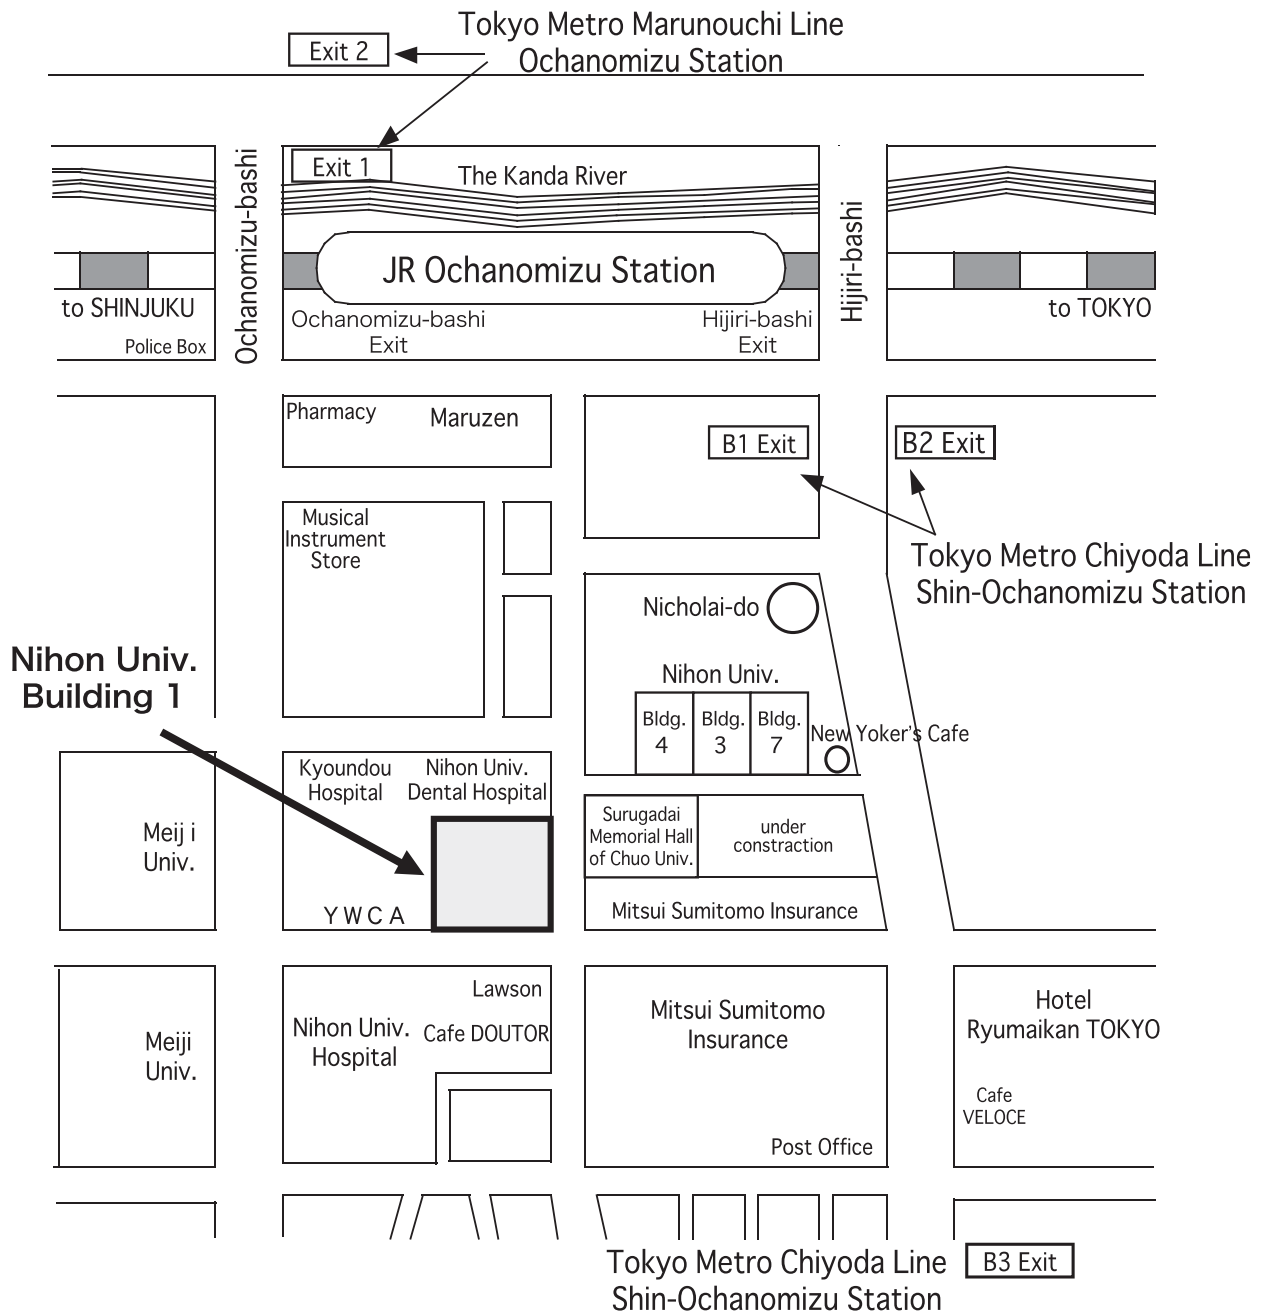 Tokyo Metro Marunouchi Line
Ochanomizu Station
Exit 2
Exit 1
The Kanda River
Ochanomizu-bashi
Hijiri-bashi
JR Ochanomizu Station
to SHINJUKU
Police Box
Ochanomizu-bashi
Exit
Hijiri-bashi
Exit
to TOKYO
Pharmacy
Maruzen
B1 Exit
B2 Exit
Musical
Instrument
Store
Tokyo Metro Chiyoda Line
Shin-Ochanomizu Station
Nicholai-do
Nihon Univ.
Building 1
Nihon Univ.
Bldg.
4
Bldg.
3
Bldg.
7
New Yoker's Cafe
Kyoundou
Hospital
Nihon Univ.
Dental Hospital
Meij i
Univ.
Surugadai
Memorial Hall
of Chuo Univ.
under
constraction
YWCA
Mitsui Sumitomo Insurance
Lawson
Nihon Univ.
Hospital
Cafe DOUTOR
Mitsui Sumitomo
Insurance
Hotel
Ryumaikan TOKYO
Meiji
Univ.
Cafe
VELOCE
Post Office
Tokyo Metro Chiyoda Line
Shin-Ochanomizu Station
B3 Exit